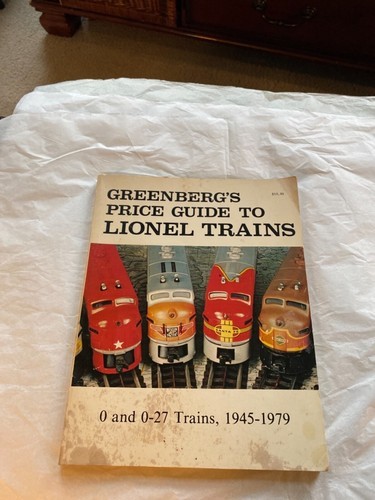 GREENBERG'S
PRICE GUIDE TO
LIONEL TRAINS
0 and 0-27 Trains, 1945-1979